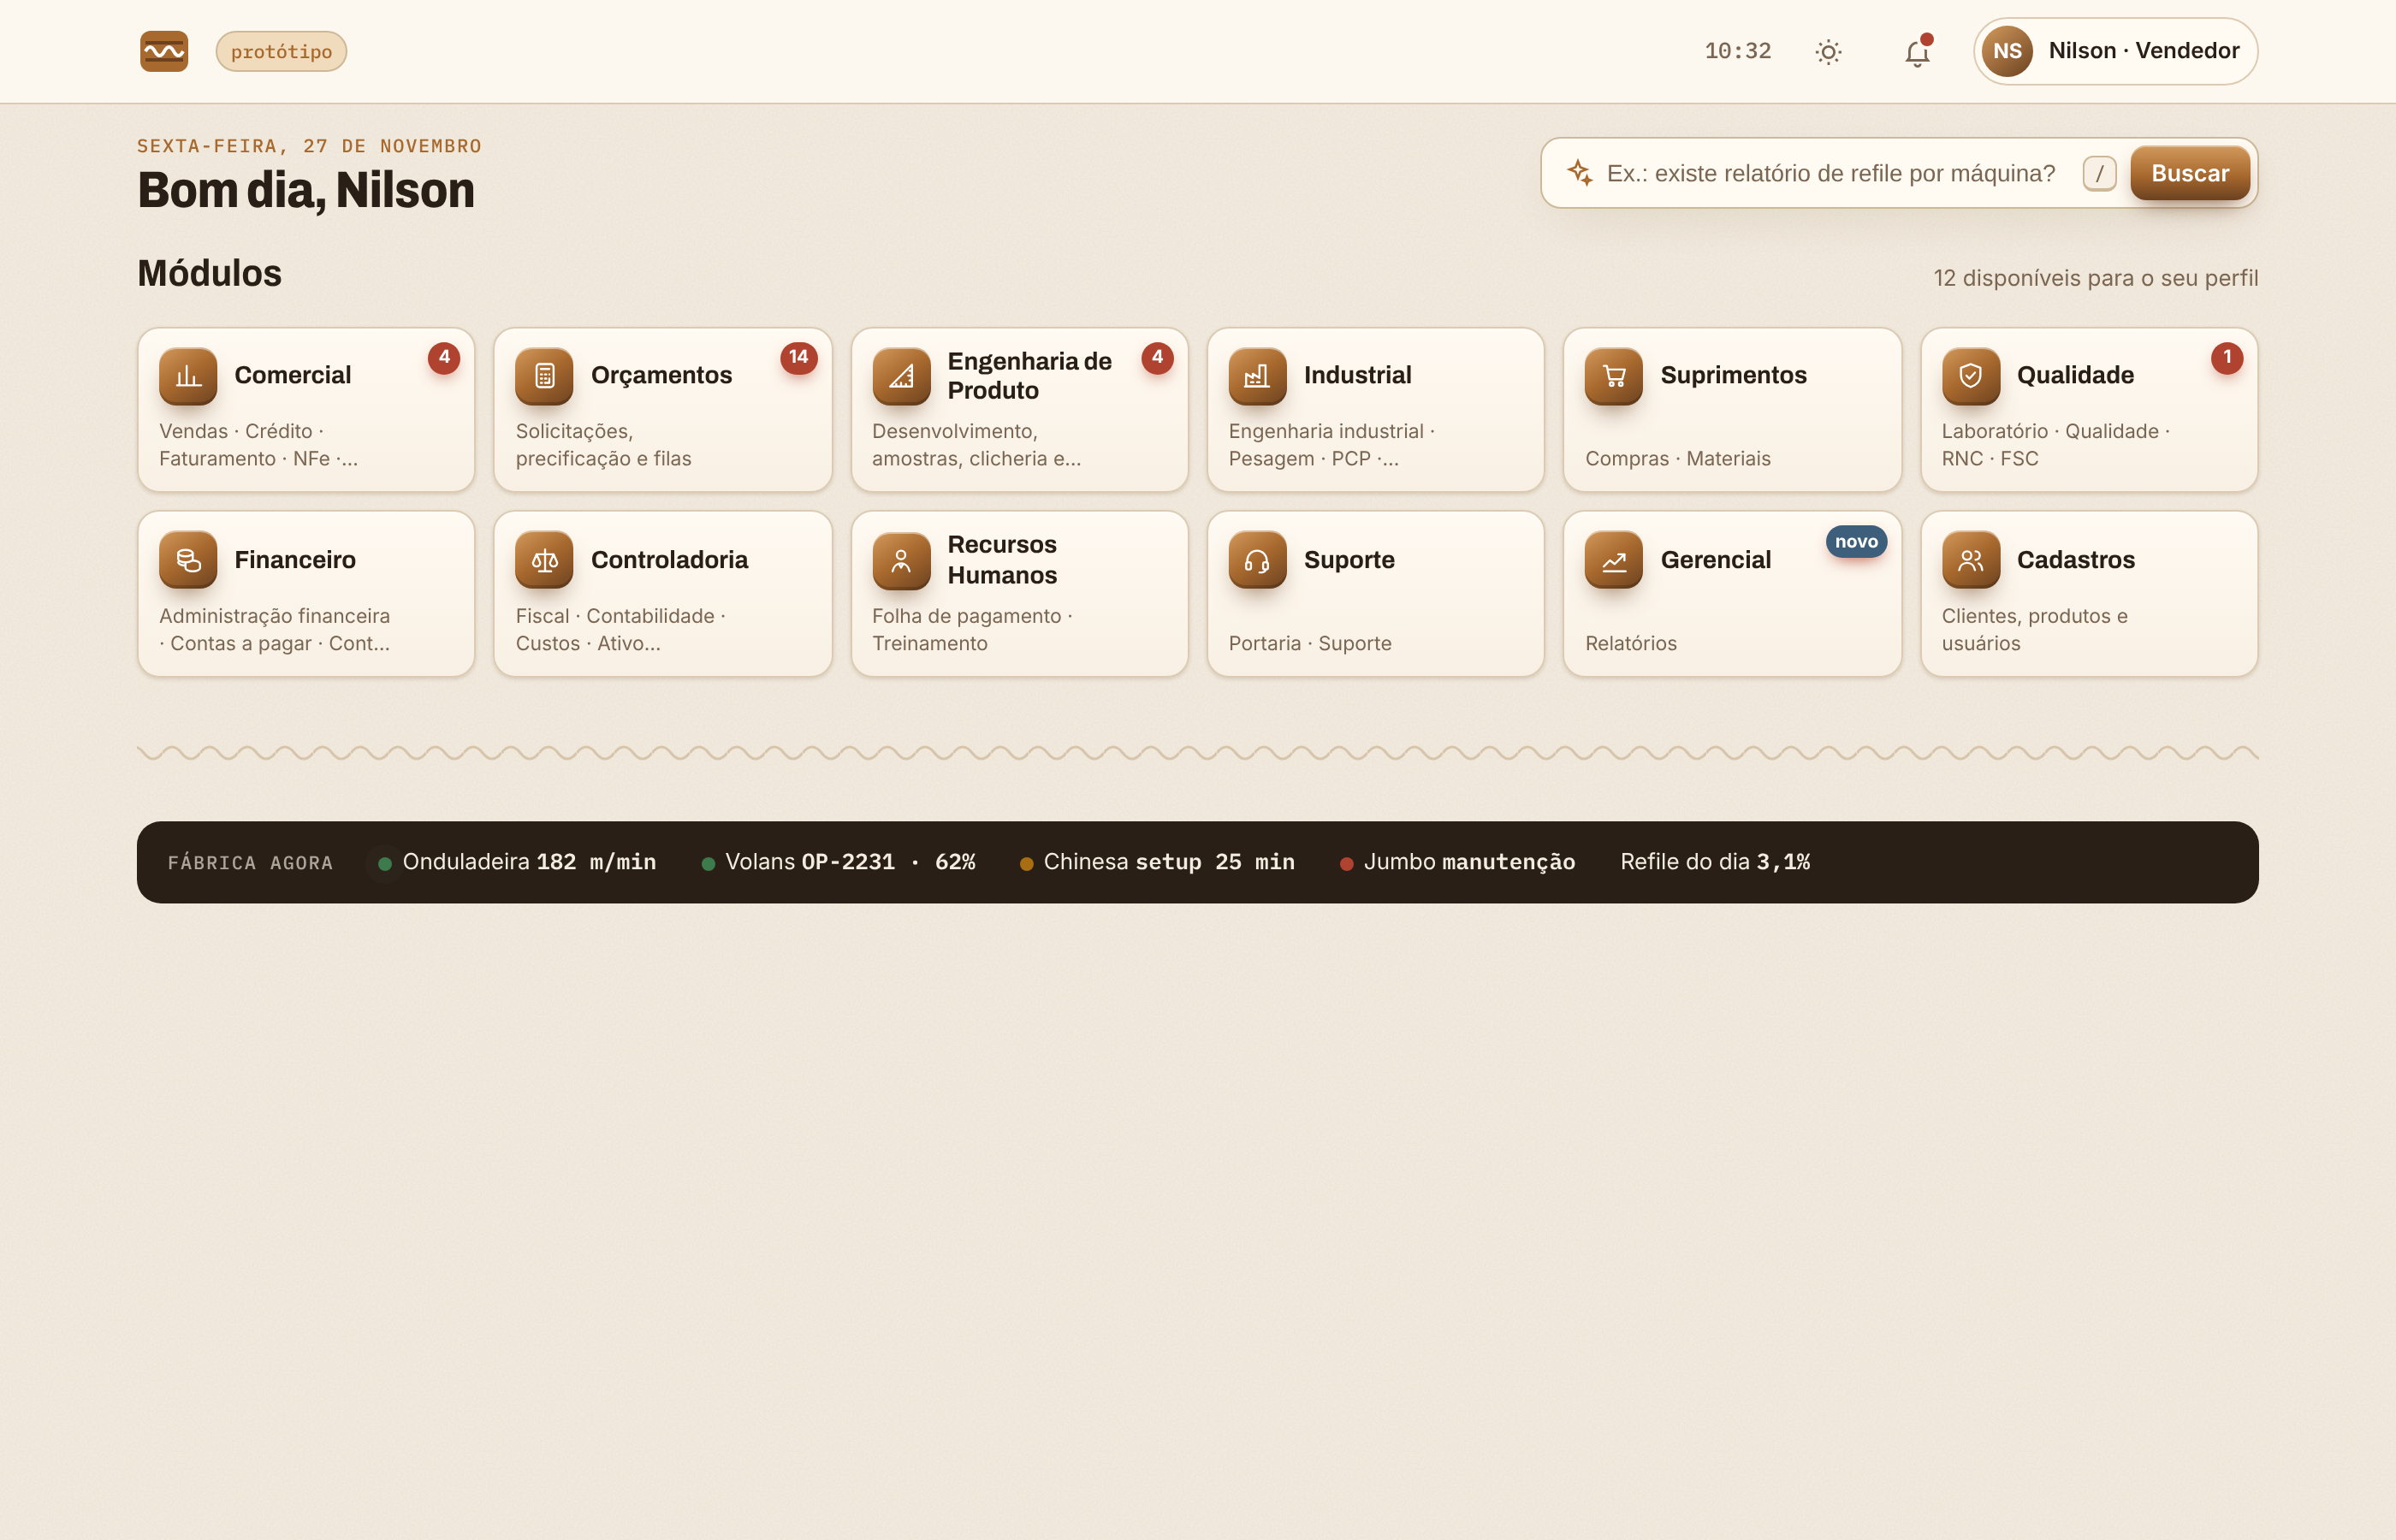 protótipo
10:32
NS
Nilson · Vendedor
SEXTA-FEIRA, 27 DE NOVEMBRO
Bom dia, Nilson
Ex.: existe relatório de refile por máquina?
/
Buscar
Módulos
12 disponíveis para o seu perfil
Comercial
4
Vendas · Crédito ·
Faturamento · NFe ·...
Orçamentos
14
Solicitações,
precificação e filas
Engenharia de
Produto
4
Desenvolvimento,
amostras, clicheria e...
Industrial
Engenharia industrial ·
Pesagem · PCP ·...
Suprimentos
Compras · Materiais
Qualidade
1
Laboratório · Qualidade ·
RNC · FSC
Financeiro
Administração financeira
· Contas a pagar · Cont...
Controladoria
Fiscal · Contabilidade ·
Custos · Ativo...
Recursos
Humanos
Folha de pagamento ·
Treinamento
Suporte
Portaria · Suporte
Gerencial
novo
Relatórios
Cadastros
Clientes, produtos e
usuários
FÁBRICA AGORA
Onduladeira 182 m/min
Volans OP-2231 · 62%
Chinesa setup 25 min
Jumbo manutenção
Refile do dia 3,1%